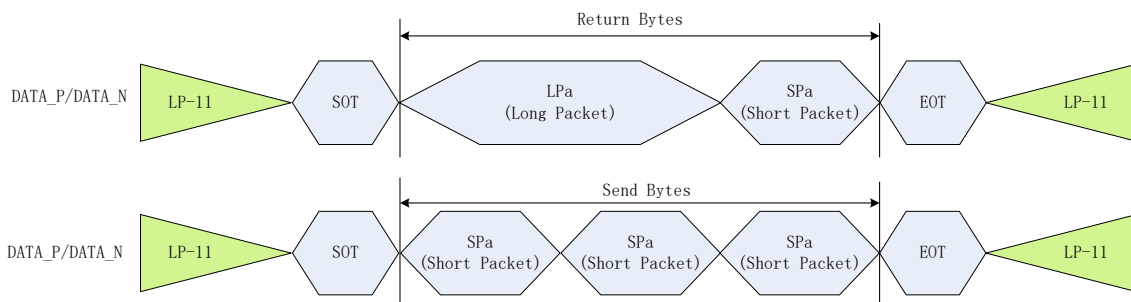 Return Bytes
DATA_P/DATA_N
LP-11
SOT
LPa
(Long Packet)
SPa
(Short Packet)
EOT
LP-11
Send Bytes
DATA_P/DATA_N
LP-11
SOT
SPa
(Short Packet)
SPa
(Short Packet)
SPa
(Short Packet)
EOT
LP-11